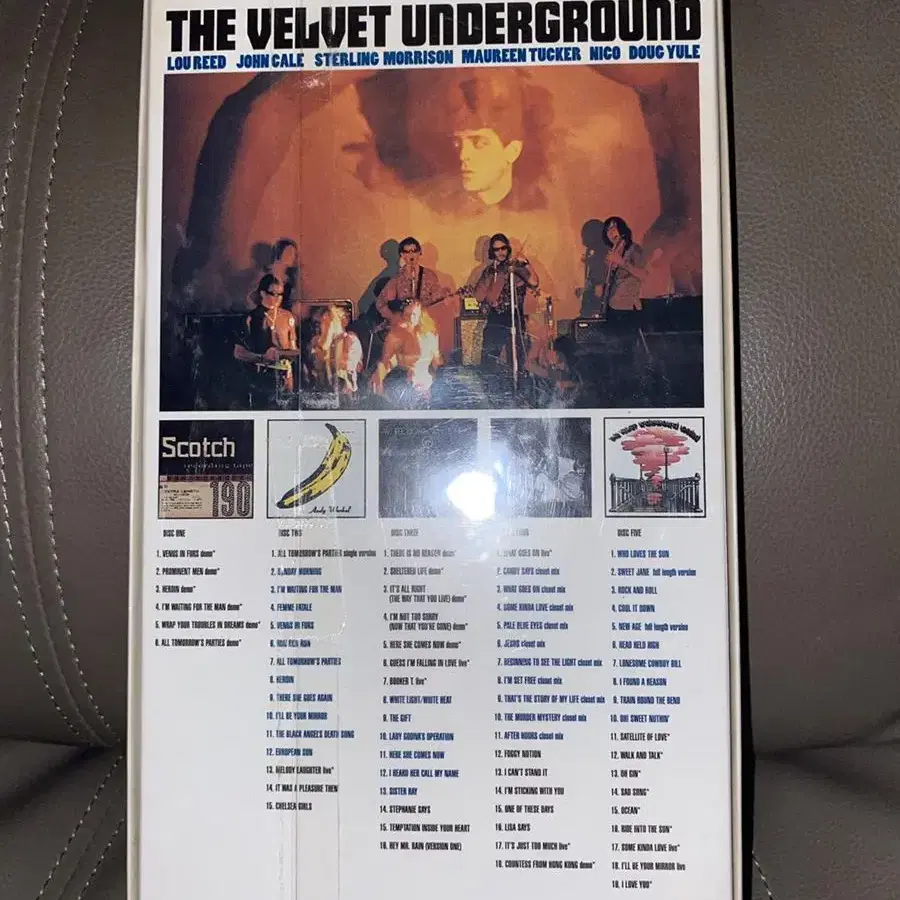 THE VELVET UNDERGROUND
LOU REED JOHN CALE STERLING MORRISON MAUREEN TUCKER NICO DOUG YULE
Scotch
recording tape
190
Andy Warhol
DISC ONE
1. VENUS IN FURS demo*
2. PROMINENT MEN demo*
3. HEROIN demo*
4. I'M WAITING FOR THE MAN demo*
5. WRAP YOUR TROUBLES IN DREAMS demo*
6. ALL TOMORROW'S PARTIES demo*
DISC TWO
1. ALL TOMORROW'S PARTIES single version
2. SUNDAY MORNING
3. I'M WAITING FOR THE MAN
4. FEMME FATALE
5. VENUS IN FURS
6. RUN RUN RUN
7. ALL TOMORROW'S PARTIES
8. HEROIN
9. THERE SHE GOES AGAIN
10. I'LL BE YOUR MIRROR
11. THE BLACK ANGEL'S DEATH SONG
12. EUROPEAN SON
13. MELODY LAUGHTER live*
14. IT WAS A PLEASURE THEN
15. CHELSEA GIRLS
DISC THREE
1. THERE IS NO REASON demo*
2. SHELTERED LIFE demo*
3. IT'S ALL RIGHT
(THE WAY THAT YOU LIVE) demo*
4. I'M NOT TOO SORRY
(NOW THAT YOU'RE GONE) demo*
5. HERE SHE COMES NOW demo*
6. GUESS I'M FALLING IN LOVE live*
7. BOOKER T. live*
8. WHITE LIGHT/WHITE HEAT
9. THE GIFT
10. LADY GODIVA'S OPERATION
11. HERE SHE COMES NOW
12. I HEARD HER CALL MY NAME
13. SISTER RAY
14. STEPHANIE SAYS
15. TEMPTATION INSIDE YOUR HEART
16. HEY MR. RAIN (VERSION ONE)
FOUR
1. WHAT GOES ON live*
2. CANDY SAYS closet mix
3. WHAT GOES ON closet mix
4. SOME KINDA LOVE closet mix
5. PALE BLUE EYES closet mix
6. JESUS closet mix
7. BEGINNING TO SEE THE LIGHT closet mix
8. I'M SET FREE closet mix
9. THAT'S THE STORY OF MY LIFE closet mix
10. THE MURDER MYSTERY closet mix
11. AFTER HOURS closet mix
12. FOGGY NOTION
13. I CAN'T STAND IT
14. I'M STICKING WITH YOU
15. ONE OF THESE DAYS
16. LISA SAYS
17. IT'S JUST TOO MUCH live*
18. COUNTESS FROM HONG KONG demo*
DISC FIVE
1. WHO LOVES THE SUN
2. SWEET JANE full length version
3. ROCK AND ROLL
4. COOL IT DOWN
5. NEW AGE full length version
6. HEAD HELD HIGH
7. LONESOME COWBOY BILL
8. I FOUND A REASON
9. TRAIN ROUND THE BEND
10. OH! SWEET NUTHIN'
11. SATELLITE OF LOVE*
12. WALK AND TALK*
13. OH GIN*
14. SAD SONG*
15. OCEAN*
16. RIDE INTO THE SUN*
17. SOME KINDA LOVE live*
18. I'LL BE YOUR MIRROR live
19. I LOVE YOU*